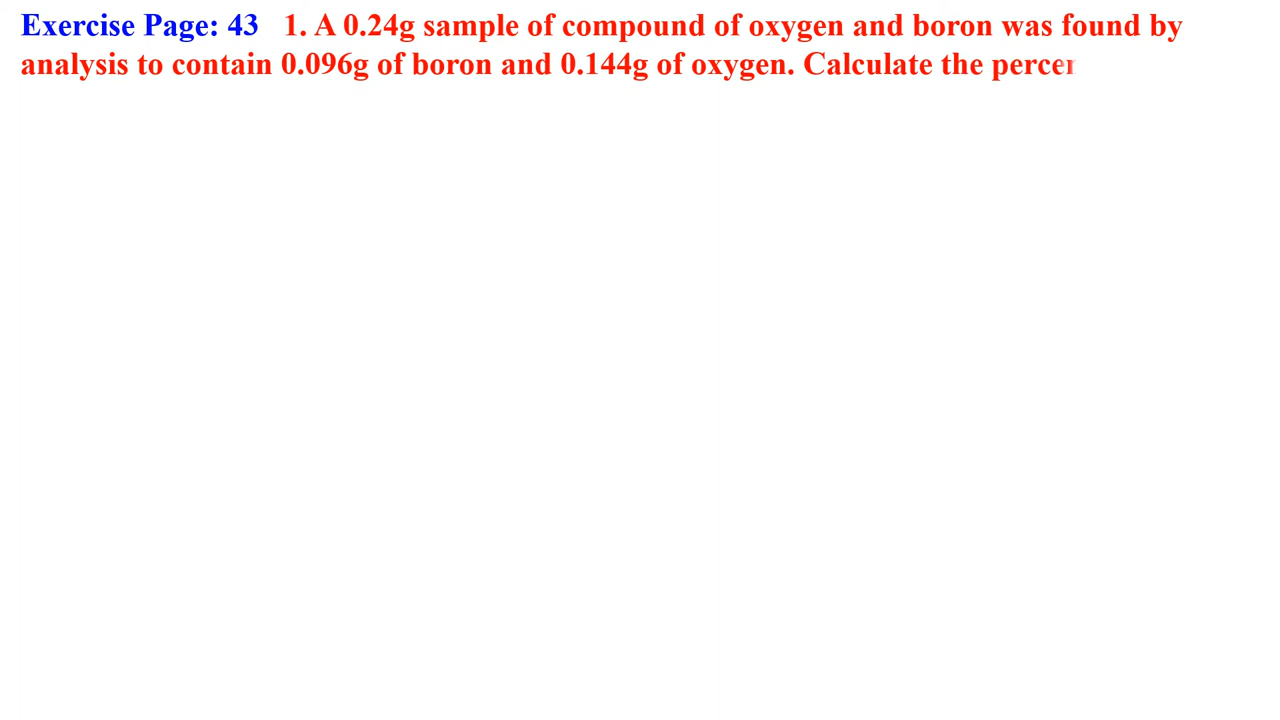 Exercise Page: 43 1. A 0.24g sample of compound of oxygen and boron was found by
analysis to contain 0.096g of boron and 0.144g of oxygen. Calculate the